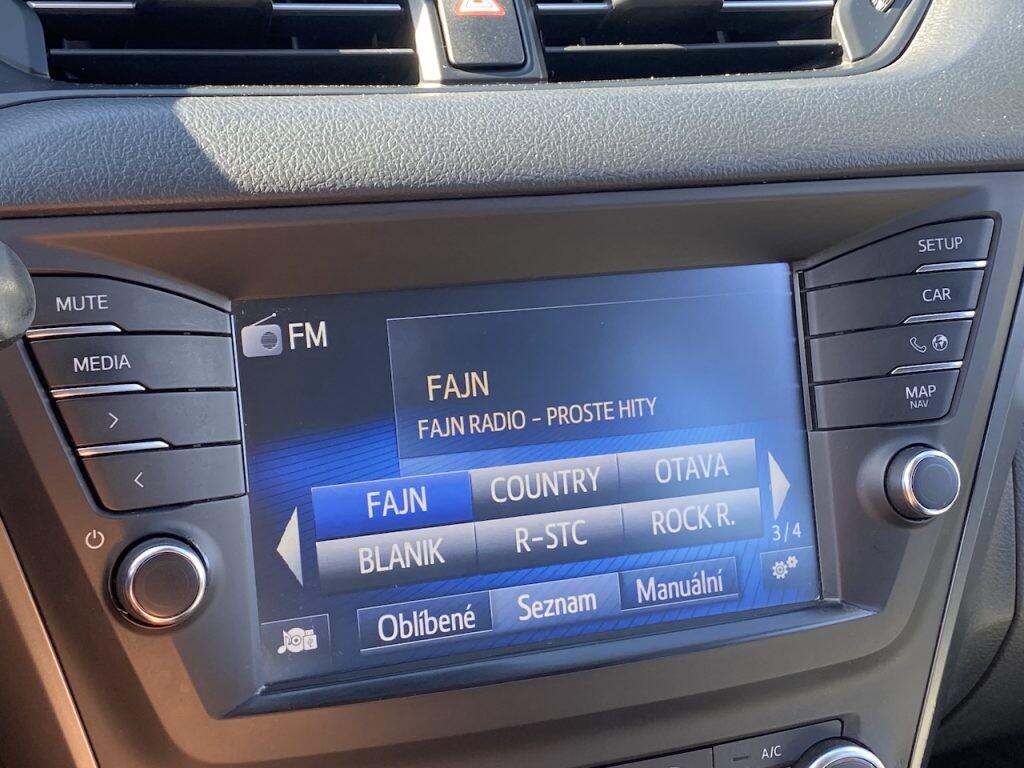 MUTE
MEDIA
SETUP
CAR
MAP
NAV
FM
FAJN
FAJN RADIO - PROSTE HITY
FAJN COUNTRY OTAVA
BLANIK R-STC ROCK R.
3/4
Oblíbené Seznam Manuální
A/C